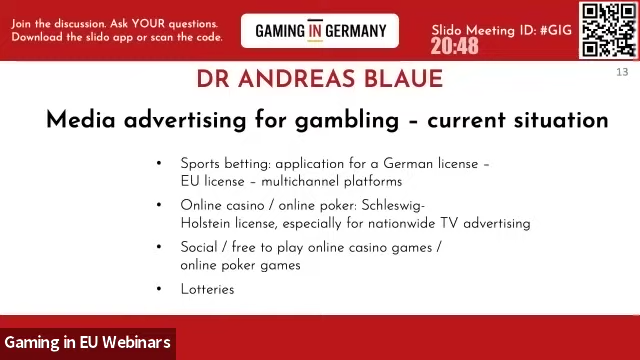 Join the discussion. Ask YOUR questions.
Download the slido app or scan the code.
GAMING IN GERMANY
Slido Meeting ID: #GIG
20:48
13
DR ANDREAS BLAUE
Media advertising for gambling – current situation
• Sports betting: application for a German license –
EU license – multichannel platforms
• Online casino / online poker: Schleswig-
Holstein license, especially for nationwide TV advertising
• Social / free to play online casino games /
online poker games
• Lotteries
Gaming in EU Webinars